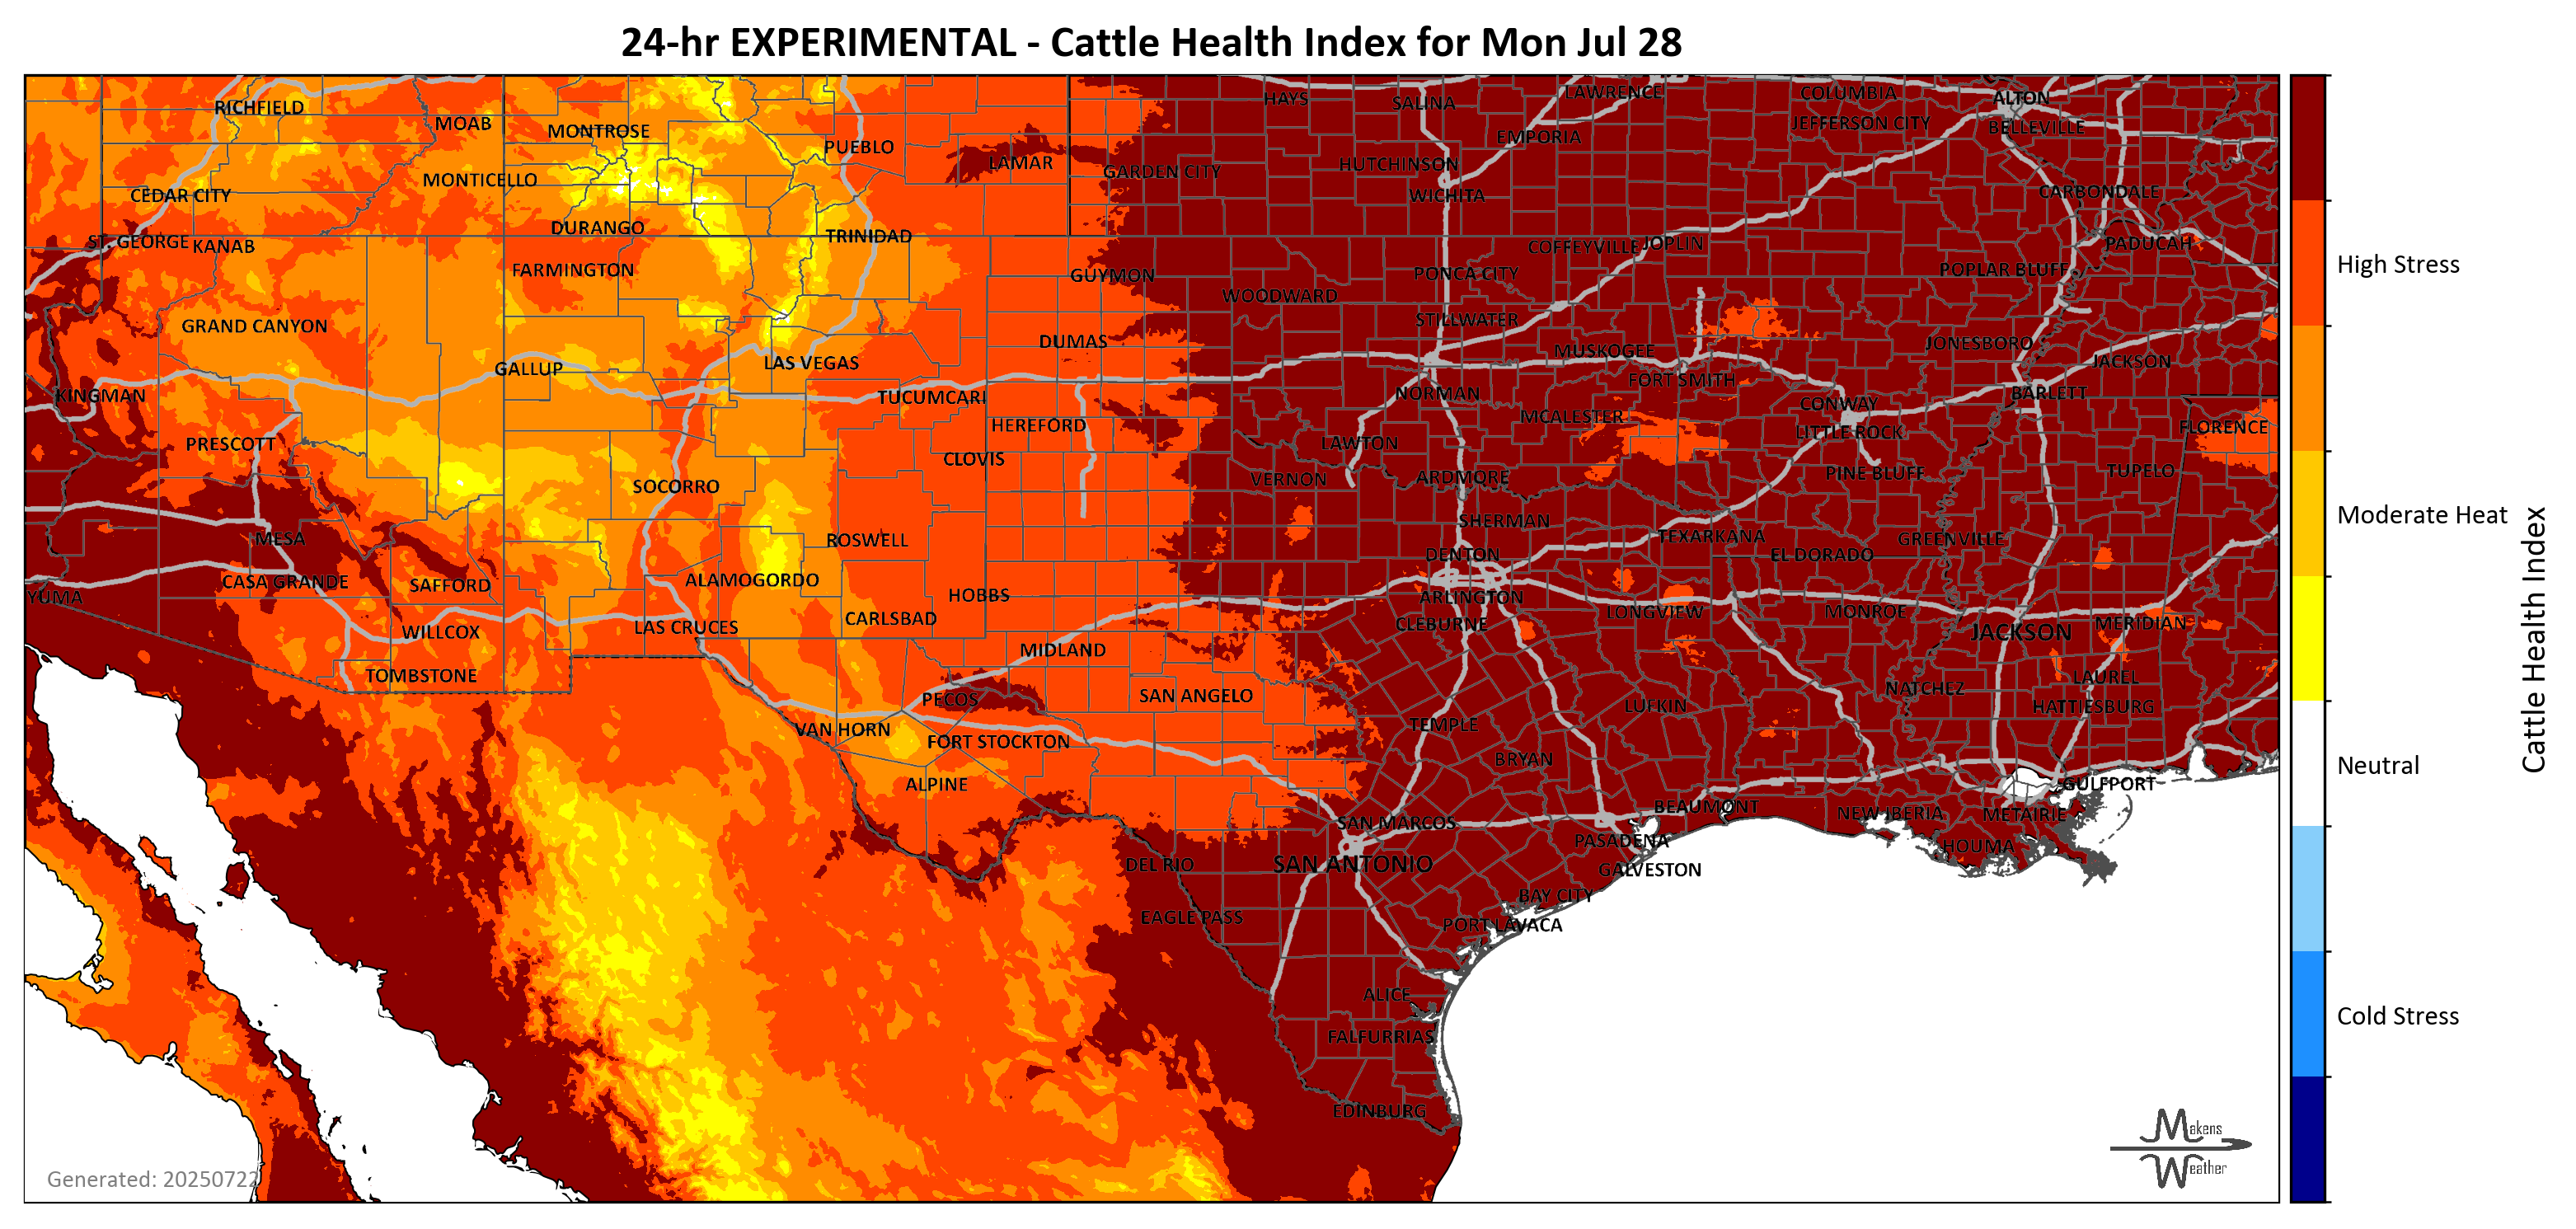 24-hr EXPERIMENTAL - Cattle Health Index for Mon Jul 28
HAYS
SALINA
LAWRENCE
COLUMBIA
ALTON
RICHFIELD
MOAB
MONTROSE
EMPORIA
JEFFERSON CITY
BELLEVILLE
PUEBLO
LAMAR
GARDEN CITY
HUTCHINSON
MONTICELLO
CEDAR CITY
WICHITA
CARBONDALE
DURANGO
TRINIDAD
ST. GEORGE
KANAB
COFFEYVILLE
JOPLIN
PADUCAH
FARMINGTON
GUYMON
PONCA CITY
POPLAR BLUFF
WOODWARD
GRAND CANYON
STILLWATER
DUMAS
MUSKOGEE
JONESBORO
GALLUP
LAS VEGAS
JACKSON
FORT SMITH
KINGMAN
TUCUMCARI
NORMAN
BARLETT
CONWAY
HEREFORD
MCALESTER
FLORENCE
PRESCOTT
LAWTON
LITTLE ROCK
CLOVIS
VERNON
ARDMORE
PINE BLUFF
TUPELO
SOCORRO
SHERMAN
MESA
ROSWELL
TEXARKANA
GREENVILLE
DENTON
EL DORADO
CASA GRANDE
SAFFORD
ALAMOGORDO
YUMA
HOBBS
ARLINGTON
LONGVIEW
MONROE
CARLSBAD
CLEBURNE
MERIDIAN
WILLCOX
LAS CRUCES
JACKSON
MIDLAND
TOMBSTONE
PECOS
SAN ANGELO
NATCHEZ
LAUREL
LUFKIN
HATTIESBURG
VAN HORN
FORT STOCKTON
TEMPLE
BRYAN
ALPINE
GULFPORT
BEAUMONT
NEW IBERIA
METAIRIE
SAN MARCOS
PASADENA
HOUMA
DEL RIO
SAN ANTONIO
GALVESTON
BAY CITY
EAGLE PASS
PORT LAVACA
ALICE
FALFURRIAS
EDINBURG
Generated: 20250722
Makens
Weather
High Stress
Moderate Heat
Neutral
Cold Stress
Cattle Health Index